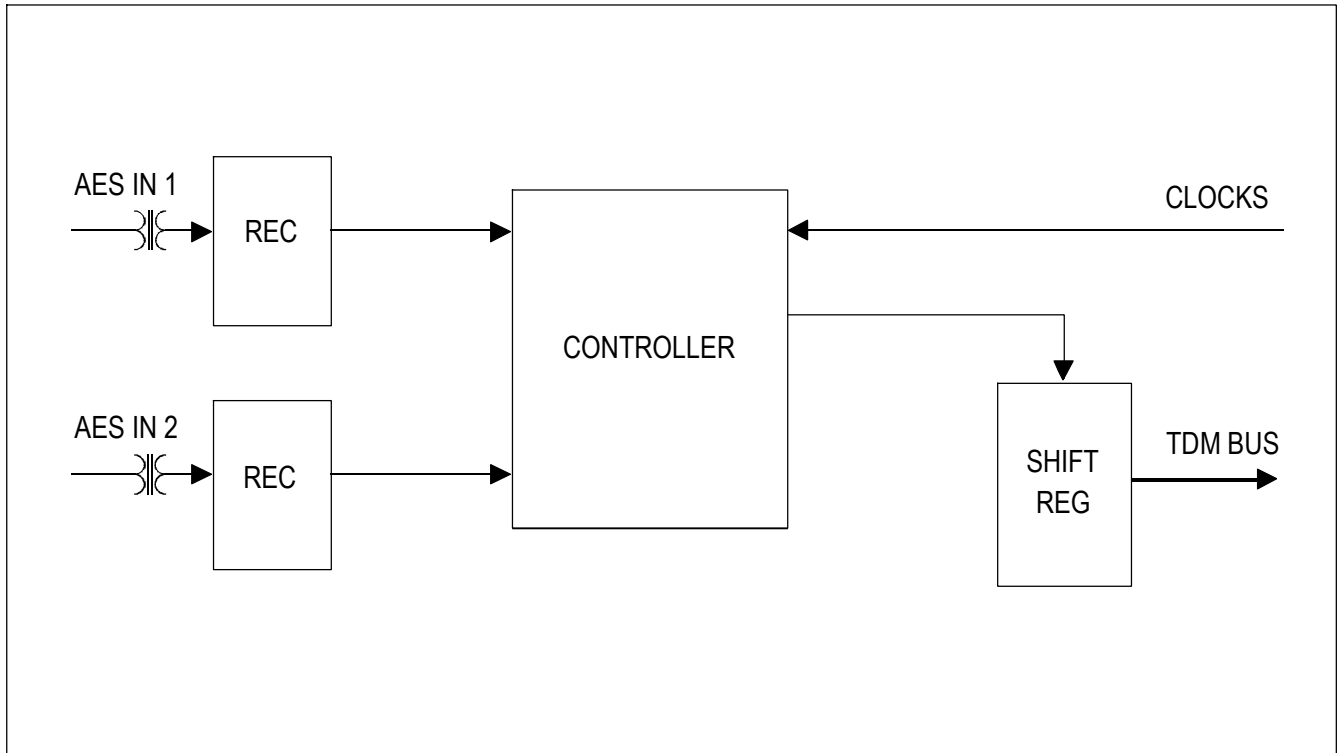 AES IN 1
REC
CLOCKS
CONTROLLER
AES IN 2
REC
SHIFT
REG
TDM BUS